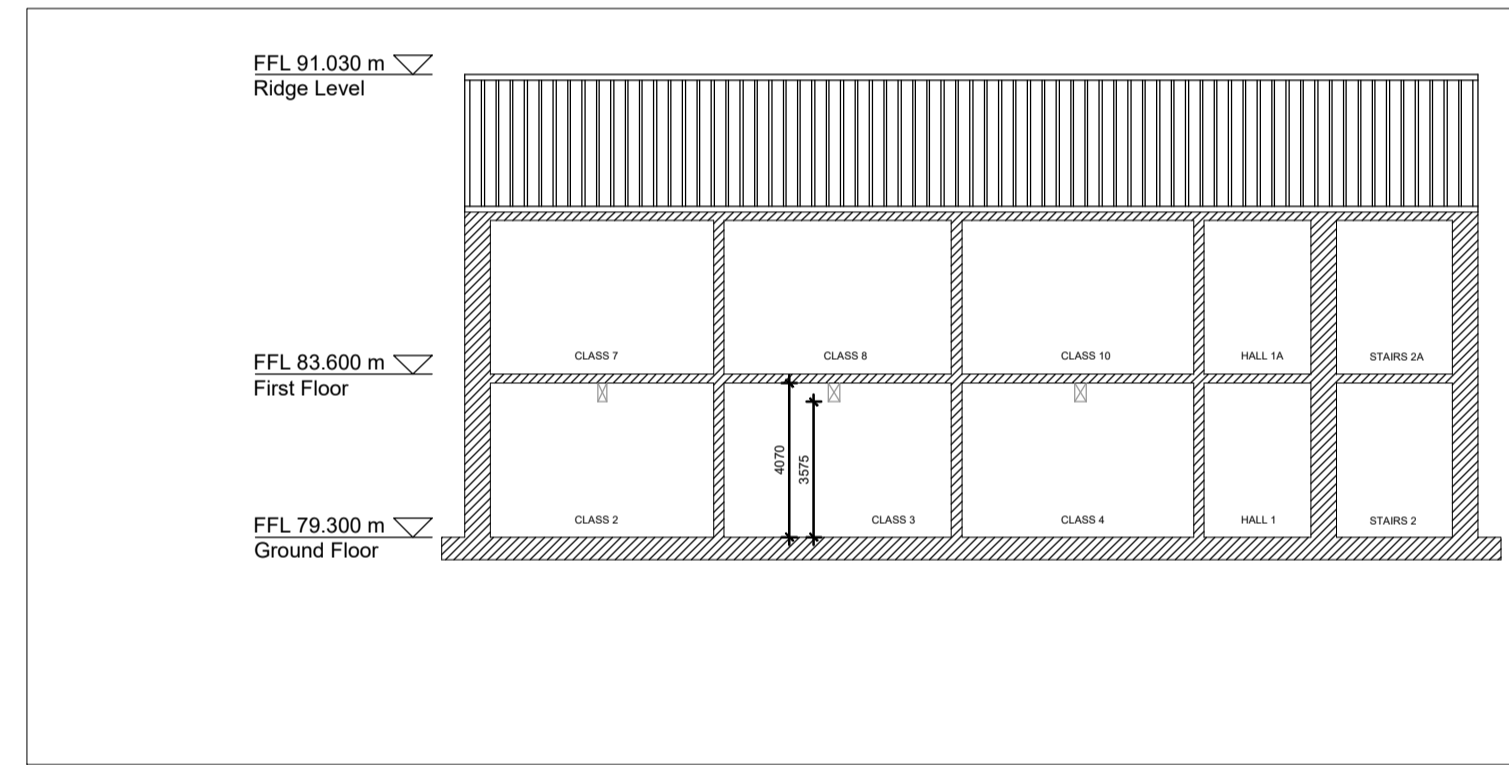 FFL 91.030 m
Ridge Level
FFL 83.600 m
First Floor
CLASS 7
CLASS 8
CLASS 10
HALL 1A
STAIRS 2A
4070
3575
FFL 79.300 m
Ground Floor
CLASS 2
CLASS 3
CLASS 4
HALL 1
STAIRS 2